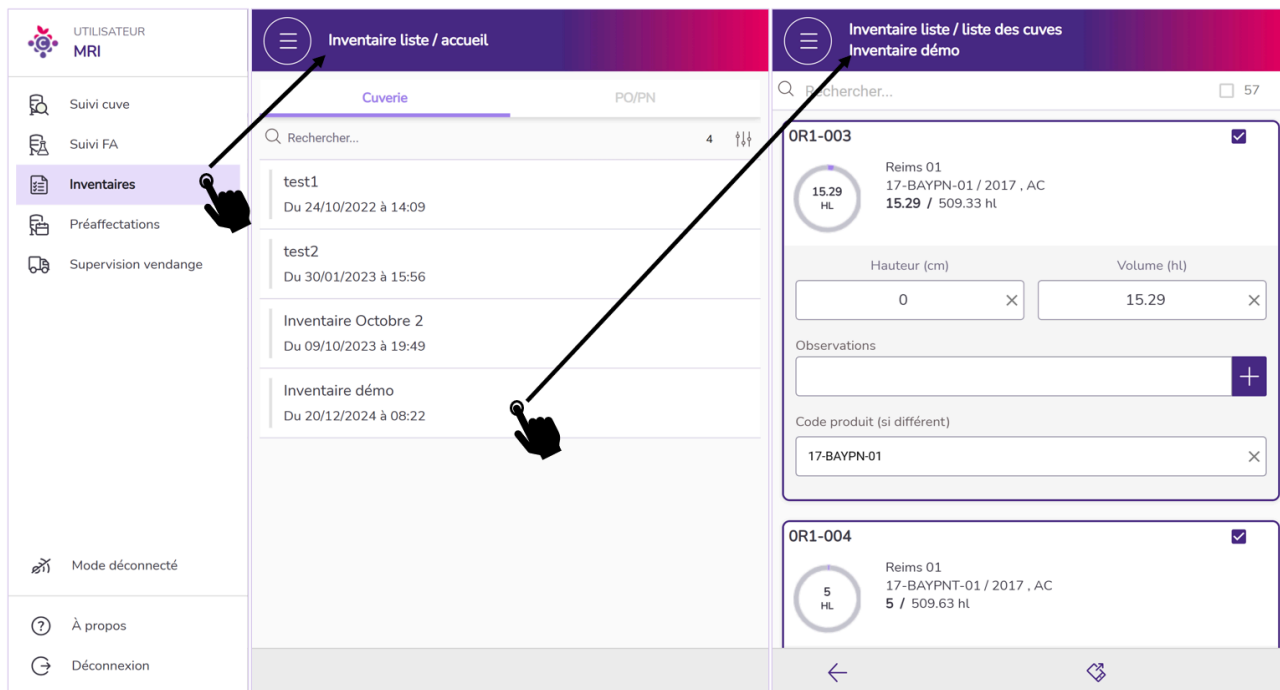 UTILISATEUR
MRI
Suivi cuve
Suivi FA
Inventaires
Préaffectations
Supervision vendange
Mode déconnecté
À propos
Déconnexion
Inventaire liste / accueil
Cuverie
PO/PN
Rechercher...
4
test1
Du 24/10/2022 à 14:09
test2
Du 30/01/2023 à 15:56
Inventaire Octobre 2
Du 09/10/2023 à 19:49
Inventaire démo
Du 20/12/2024 à 08:22
Inventaire liste / liste des cuves
Inventaire démo
Rechercher...
57
0R1-003
15.29
HL
Reims 01
17-BAYPN-01 / 2017 , AC
15.29 / 509.33 hl
Hauteur (cm)
Volume (hl)
0
15.29
Observations
Code produit (si différent)
17-BAYPN-01
0R1-004
5
HL
Reims 01
17-BAYPNT-01 / 2017 , AC
5 / 509.63 hl